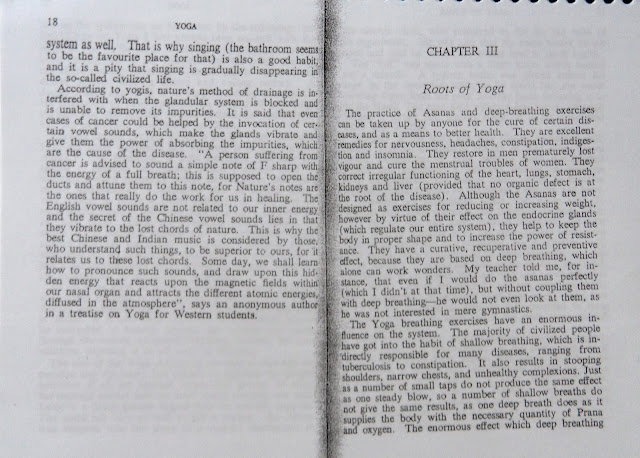 18
YOGA
system as well. That is why singing (the bathroom seems
to be the favourite place for that) is also a good habit,
and it is a pity that singing is gradually disappearing in
the so-called civilized life.
According to yogis, nature's method of drainage is in-
terfered with when the glandular system is blocked and
is unable to remove its impurities. It is said that even
cases of cancer could be helped by the invocation of cer-
tain vowel sounds, which make the glands vibrate and
give them the power of absorbing the impurities, which
are the cause of the disease. "A person suffering from
cancer is advised to sound a simple note of F sharp with
the energy of a full breath; this is supposed to open the
ducts and attune them to this note, for Nature's notes are
the ones that really do the work for us in healing. The
English vowel sounds are not related to our inner energy
and the secret of the Chinese vowel sounds lies in that
they vibrate to the lost chords of nature. This is why the
best Chinese and Indian music is considered by those,
who understand such things, to be superior to ours, for it
relates us to these lost chords. Some day, we shall learn
how to pronounce such sounds, and draw upon this hid-
den energy that reacts upon the magnetic fields within
our nasal organ and attracts the different atomic energies,
diffused in the atmosphere", says an anonymous author
in a treatise on Yoga for Western students.
CHAPTER III
Roots of Yoga
The practice of Asanas and deep-breathing exercises
can be taken up by anyone for the cure of certain dis-
eases, and as a means to better health. They are excellent
remedies for nervousness, headaches, constipation, indiges-
tion and insomnia. They restore in men prematurely lost
vigour and cure the menstrual troubles of women. They
correct irregular functioning of the heart, lungs, stomach,
kidneys and liver (provided that no organic defect is at
the root of the disease). Although the Asanas are not
designed as exercises for reducing or increasing weight,
however by virtue of their effect on the endocrine glands
(which regulate our entire system), they help to keep the
body in proper shape and to increase the power of resist-
ance. They have a curative, recuperative and preventive
effect, because they are based on deep breathing, which
alone can work wonders. My teacher told me, for in-
stance, that even if I would do the asanas perfectly
(which I didn't at that time), but without coupling them
with deep breathing—he would not even look at them, as
he was not interested in mere gymnastics.
The Yoga breathing exercises have an enormous in-
fluence on the system. The majority of civilized people
have got into the habit of shallow breathing, which is in-
directly responsible for many diseases, ranging from
tuberculosis to constipation. It also results in stooping
shoulders, narrow chests, and unhealthy complexions. Just
as a number of small taps do not produce the same effect
as one steady blow, so a number of shallow breaths do
not give the same results, as one deep breath does as it
supplies the body with the necessary quantity of Prana
and oxygen. The enormous effect which deep breathing